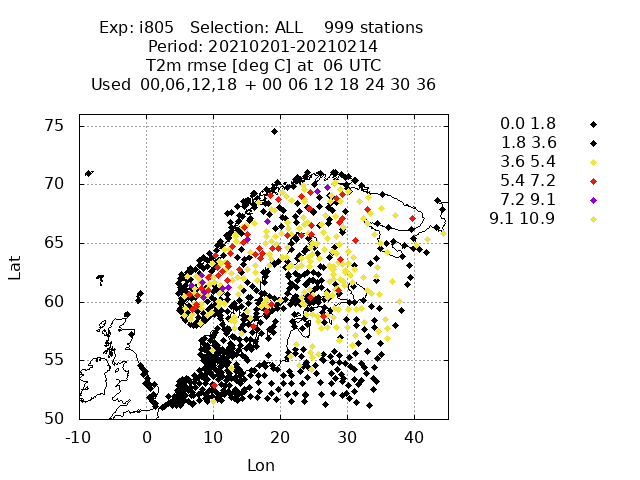 Exp: i805 Selection: ALL 999 stations
Period: 20210201-20210214
T2m rmse [deg C] at 06 UTC
Used 00,06,12,18 + 00 06 12 18 24 30 36
0.0 1.8
1.8 3.6
3.6 5.4
5.4 7.2
7.2 9.1
9.1 10.9
75
70
65
60
55
50
Lat
-10 0 10 20 30 40
Lon